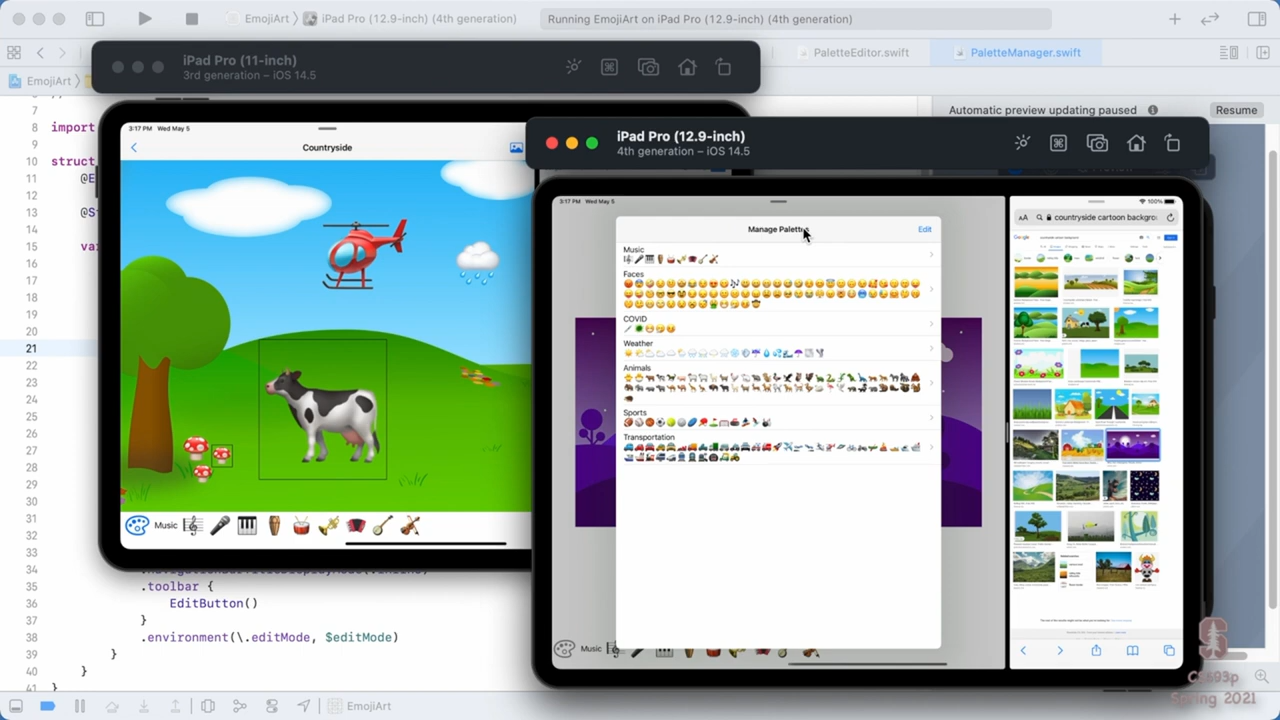 EmojiArt 〉 iPad Pro (12.9-inch) (4th generation)
Running EmojiArt on iPad Pro (12.9-inch) (4th generation)
PaletteEditor.swift
PaletteManager.swift
EmojiArt
Automatic preview updating paused
Resume
iPad Pro (11-inch)
3rd generation – iOS 14.5
3:17 PM Wed May 5
Countryside
Music
iPad Pro (12.9-inch)
4th generation – iOS 14.5
3:17 PM Wed May 5
100%
Manage Palettes
Edit
Music
Faces
COVID
Weather
Animals
Sports
Transportation
Music
AA
countryside cartoon backgro
Google
7
8 import
9
10 struct
11 @E
12
13 @S
14
15 va
16
17
18
19
20
21
22
23
24
25
26
27
28
29
30
31
32
33
34
35 .toolbar {
36 EditButton()
37 }
38 .environment(\.editMode, $editMode)
39 }
40 }
41 }
EmojiArt
CS193p
Spring 2021